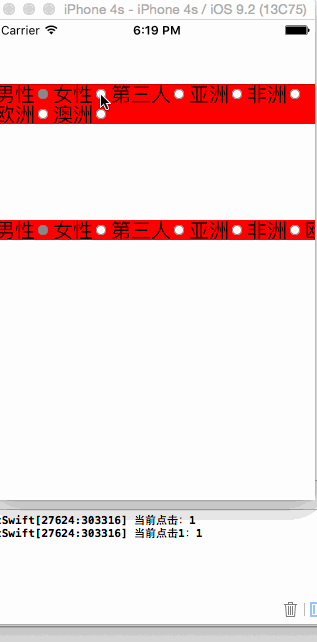 iPhone 4s - iPhone 4s / iOS 9.2 (13C75)
Carrier 6:19 PM
男性 女性 第三人 亚洲 非洲
欧洲 澳洲
男性 女性 第三人 亚洲 非洲
:Swift[27624:303316] 当前点击：1
:Swift[27624:303316] 当前点击1：1